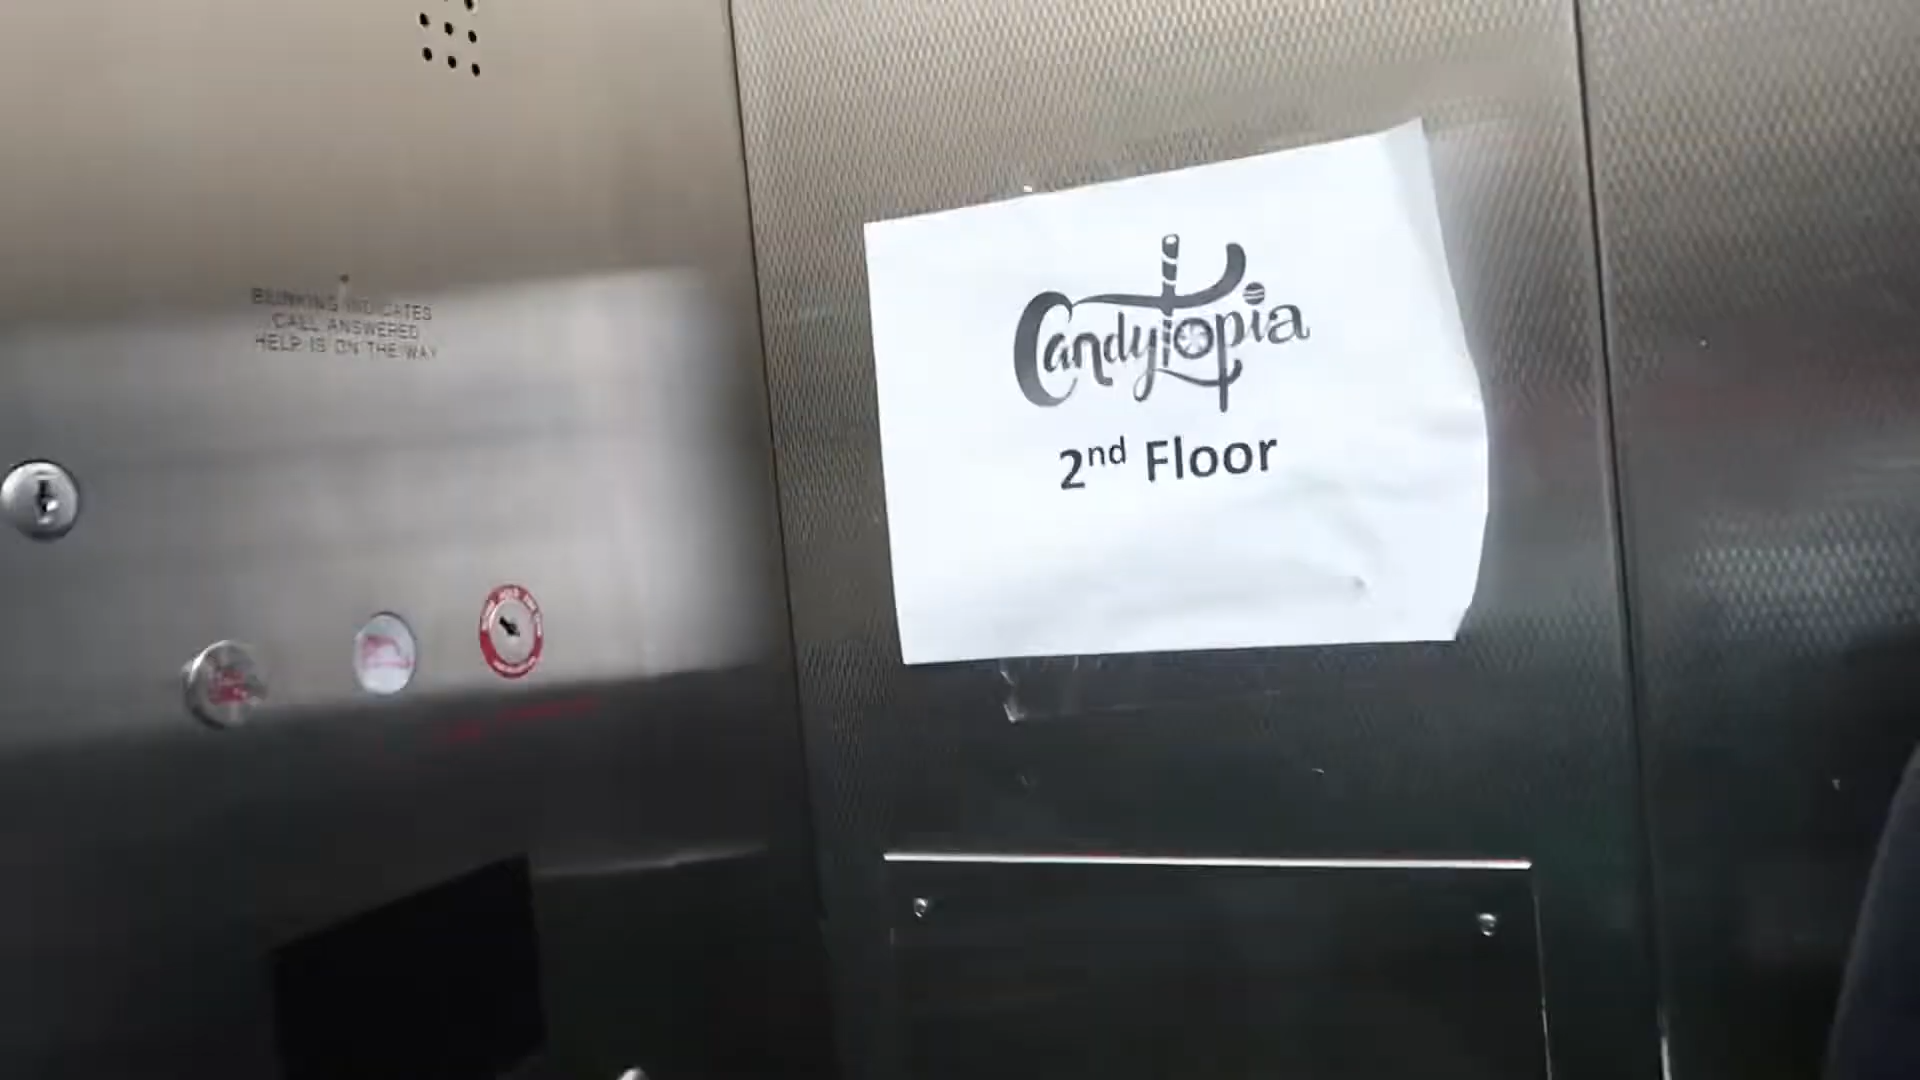 BLINKING INDICATES
CALL ANSWERED
HELP IS ON THE WAY
Candytopia
2nd Floor